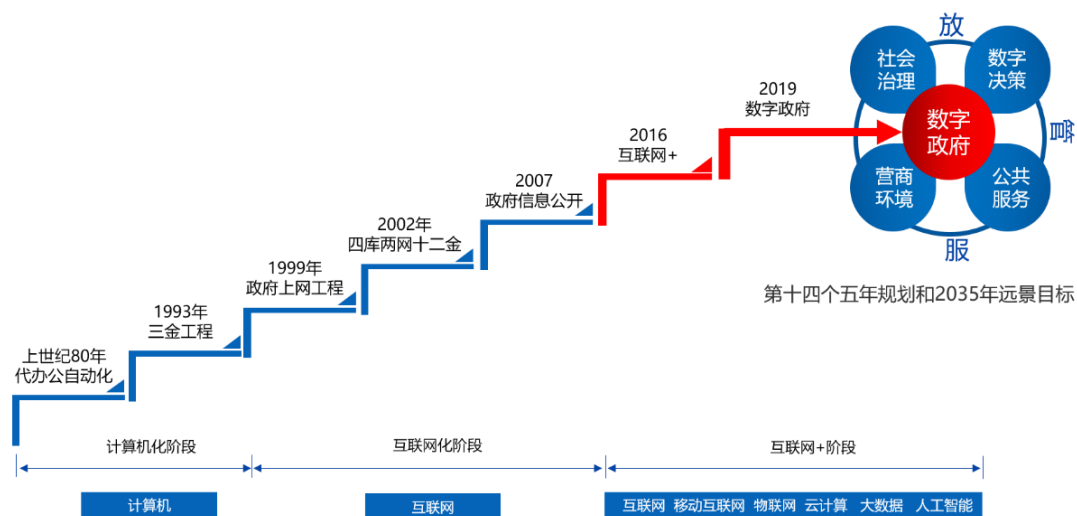 放
社会
治理
数字
决策
2019
数字政府
数字
政府
管
2016
互联网+
营商
环境
公共
服务
服
2007
政府信息公开
2002年
四库两网十二金
1999年
政府上网工程
第十四个五年规划和2035年远景目标
1993年
三金工程
上世纪80年
代办公自动化
计算机化阶段
互联网化阶段
互联网+阶段
计算机
互联网
互联网 移动互联网 物联网 云计算 大数据 人工智能